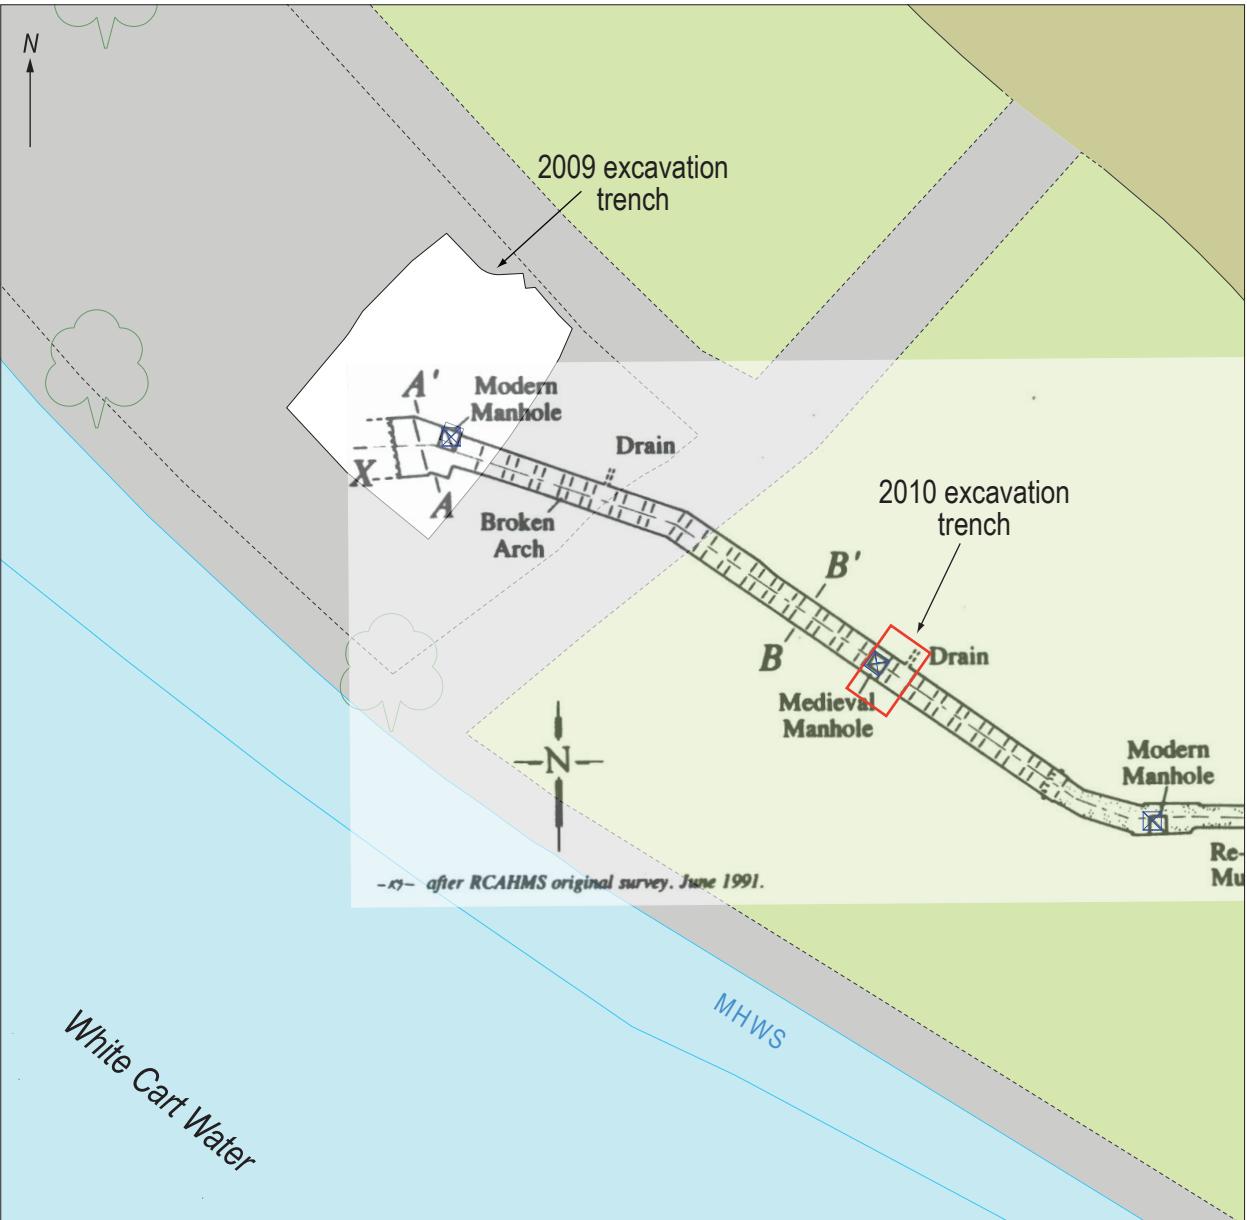 N
2009 excavation
trench
A'
Modern
Manhole
Drain
X
A
Broken
Arch
2010 excavation
trench
B'
B
Drain
Medieval
Manhole
N
Modern
Manhole
Re-
Mu
after RCAHMS original survey. June 1991.
MHWS
White Cart Water